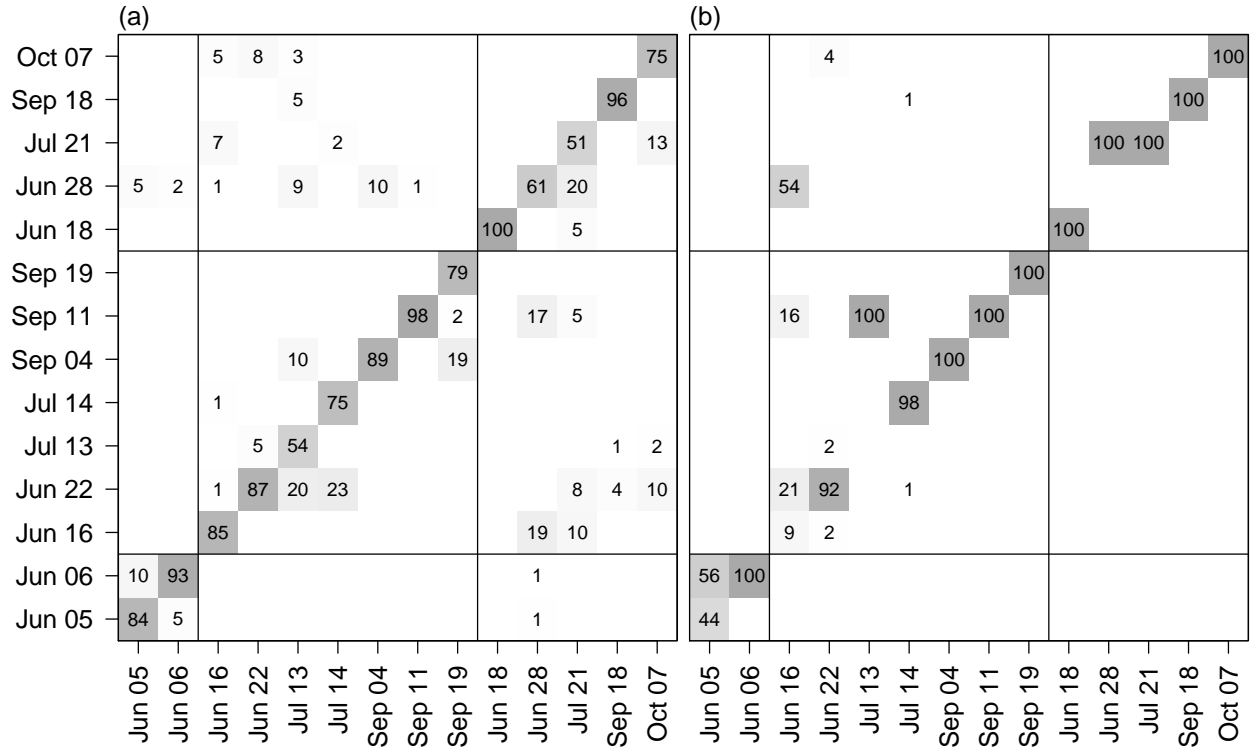 (a) (b)
Oct 07 5 8 3 75 4 100
Sep 18 5 96 1 100
Jul 21 7 2 51 13 100 100
Jun 28 5 2 1 9 10 1 61 20 54
Jun 18 100 5 100
Sep 19 79 100
Sep 11 98 2 17 5 16 100 100
Sep 04 10 89 19 100
Jul 14 1 75 98
Jul 13 5 54 1 2 2
Jun 22 1 87 20 23 8 4 10 21 92 1
Jun 16 85 19 10 9 2
Jun 06 10 93 1 56 100
Jun 05 84 5 1 44
Jun 05 Jun 06 Jun 16 Jun 22 Jul 13 Jul 14 Sep 04 Sep 11 Sep 19 Jun 18 Jun 28 Jul 21 Sep 18 Oct 07 Jun 05 Jun 06 Jun 16 Jun 22 Jul 13 Jul 14 Sep 04 Sep 11 Sep 19 Jun 18 Jun 28 Jul 21 Sep 18 Oct 07